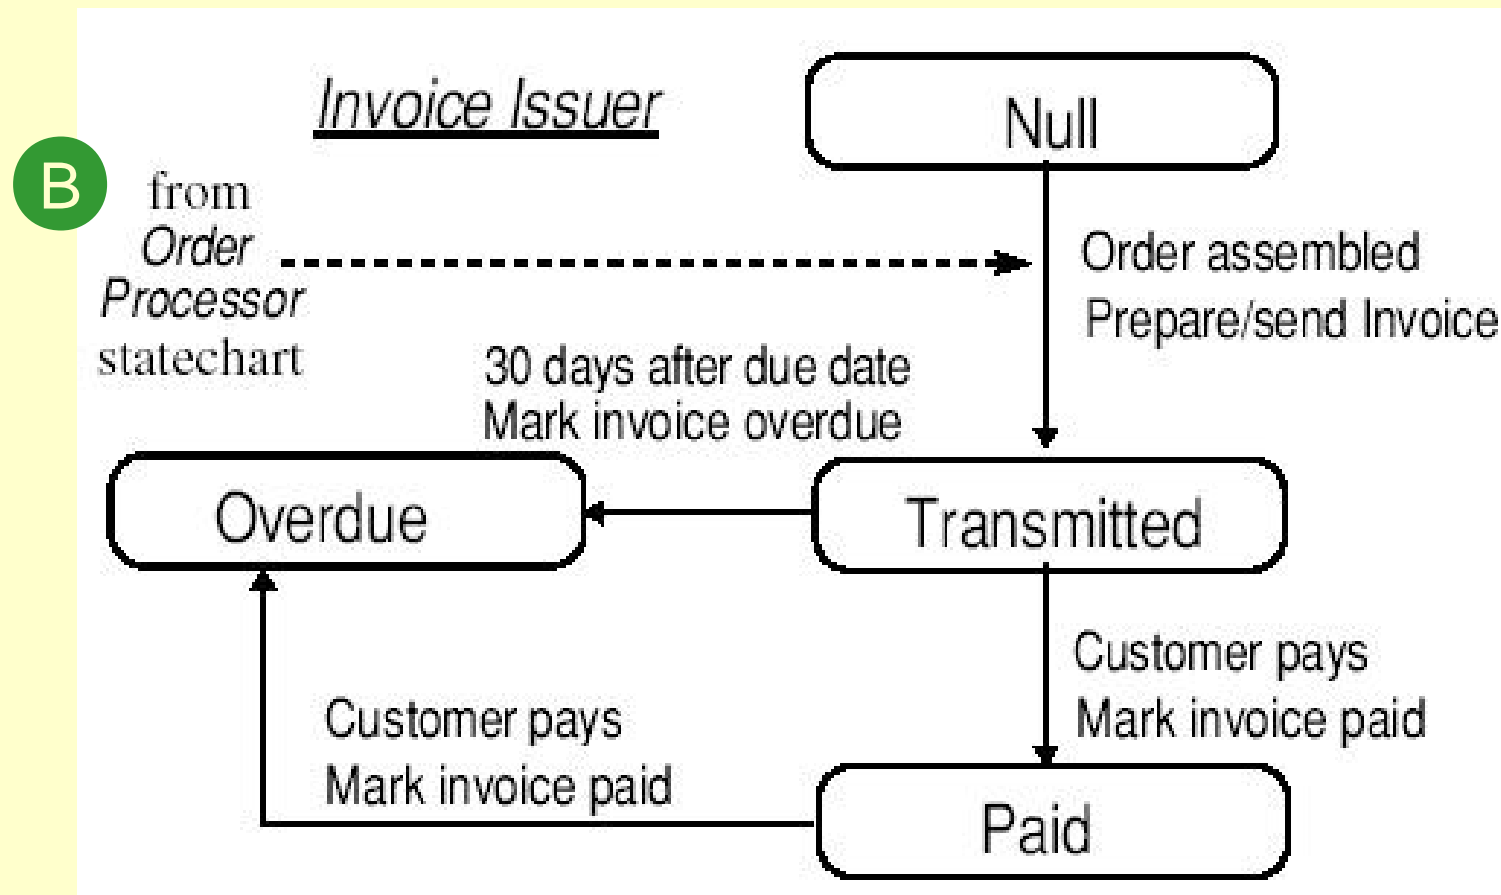 Invoice Issuer
Null
B
from
Order
Processor
statechart
Order assembled
Prepare/send Invoice
30 days after due date
Mark invoice overdue
Overdue
Transmitted
Customer pays
Mark invoice paid
Customer pays
Mark invoice paid
Paid